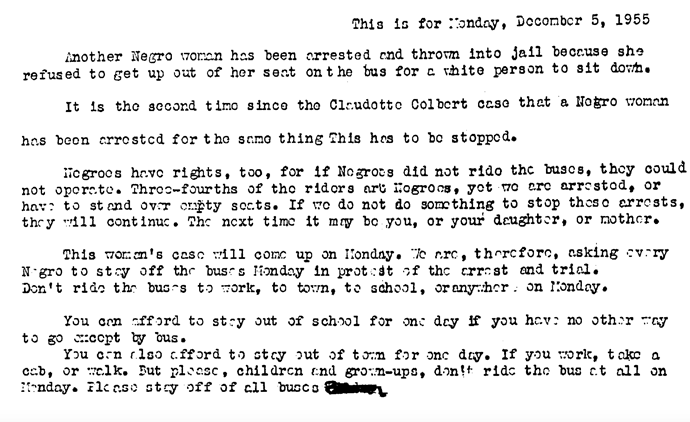 This is for Monday, December 5, 1955
Another Negro woman has been arrested and thrown into jail because she
refused to get up out of her seat on the bus for a white person to sit down.
It is the second time since the Claudette Colbert case that a Negro woman
has been arrested for the same thing This has to be stopped.
Negroes have rights, too, for if Negroes did not ride the buses, they could
not operate. Three-fourths of the riders art Negroes, yet we are arrested, or
have to stand over empty seats. If we do not do something to stop these arrests,
they will continue. The next time it may be you, or your daughter, or mother.
This woman's case will come up on Monday. We are, therefore, asking every
Negro to stay off the buses Monday in protest of the arrest and trial.
Don't ride the buses to work, to town, to school, oranywhere on Monday.
You can afford to stay out of school for one day if you have no other way
to go except by bus.
You can also afford to stay out of town for one day. If you work, take a
cab, or walk. But please, children and grown-ups, don't ride the bus at all on
Monday. Please stay off of all buses